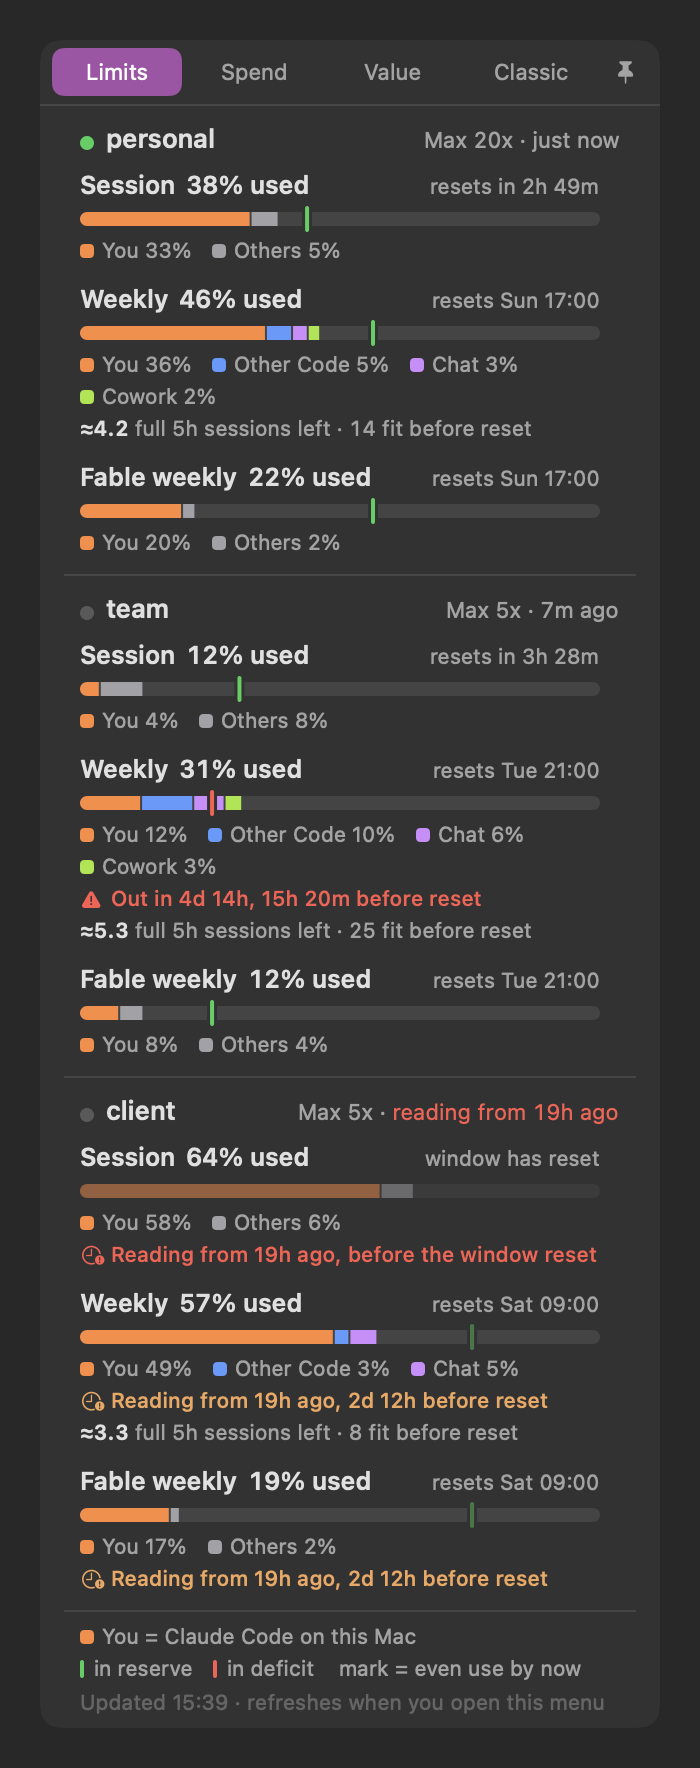 Limits Spend Value Classic
personal Max 20x · just now
Session 38% used resets in 2h 49m
You 33% Others 5%
Weekly 46% used resets Sun 17:00
You 36% Other Code 5% Chat 3%
Cowork 2%
≈4.2 full 5h sessions left · 14 fit before reset
Fable weekly 22% used resets Sun 17:00
You 20% Others 2%
team Max 5x · 7m ago
Session 12% used resets in 3h 28m
You 4% Others 8%
Weekly 31% used resets Tue 21:00
You 12% Other Code 10% Chat 6%
Cowork 3%
Out in 4d 14h, 15h 20m before reset
≈5.3 full 5h sessions left · 25 fit before reset
Fable weekly 12% used resets Tue 21:00
You 8% Others 4%
client Max 5x · reading from 19h ago
Session 64% used window has reset
You 58% Others 6%
Reading from 19h ago, before the window reset
Weekly 57% used resets Sat 09:00
You 49% Other Code 3% Chat 5%
Reading from 19h ago, 2d 12h before reset
≈3.3 full 5h sessions left · 8 fit before reset
Fable weekly 19% used resets Sat 09:00
You 17% Others 2%
Reading from 19h ago, 2d 12h before reset
You = Claude Code on this Mac
in reserve in deficit mark = even use by now
Updated 15:39 · refreshes when you open this menu